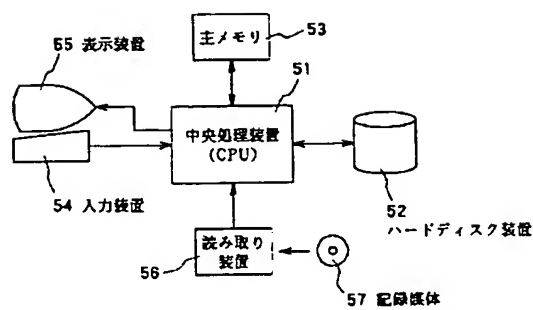 55 表示装置
主メモリ
53
51
中央処理装置
(CPU)
54 入力装置
52
ハードディスク装置
読み取り
装置
56
57 記録媒体